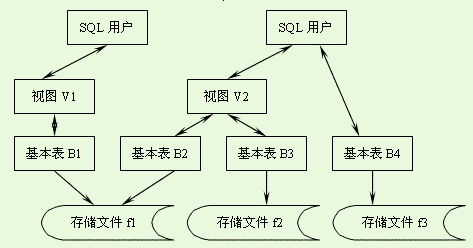 SQL 用户
SQL 用户
视图 V1
视图 V2
基本表 B1
基本表 B2
基本表 B3
基本表 B4
存储文件 f1
存储文件 f2
存储文件 f3